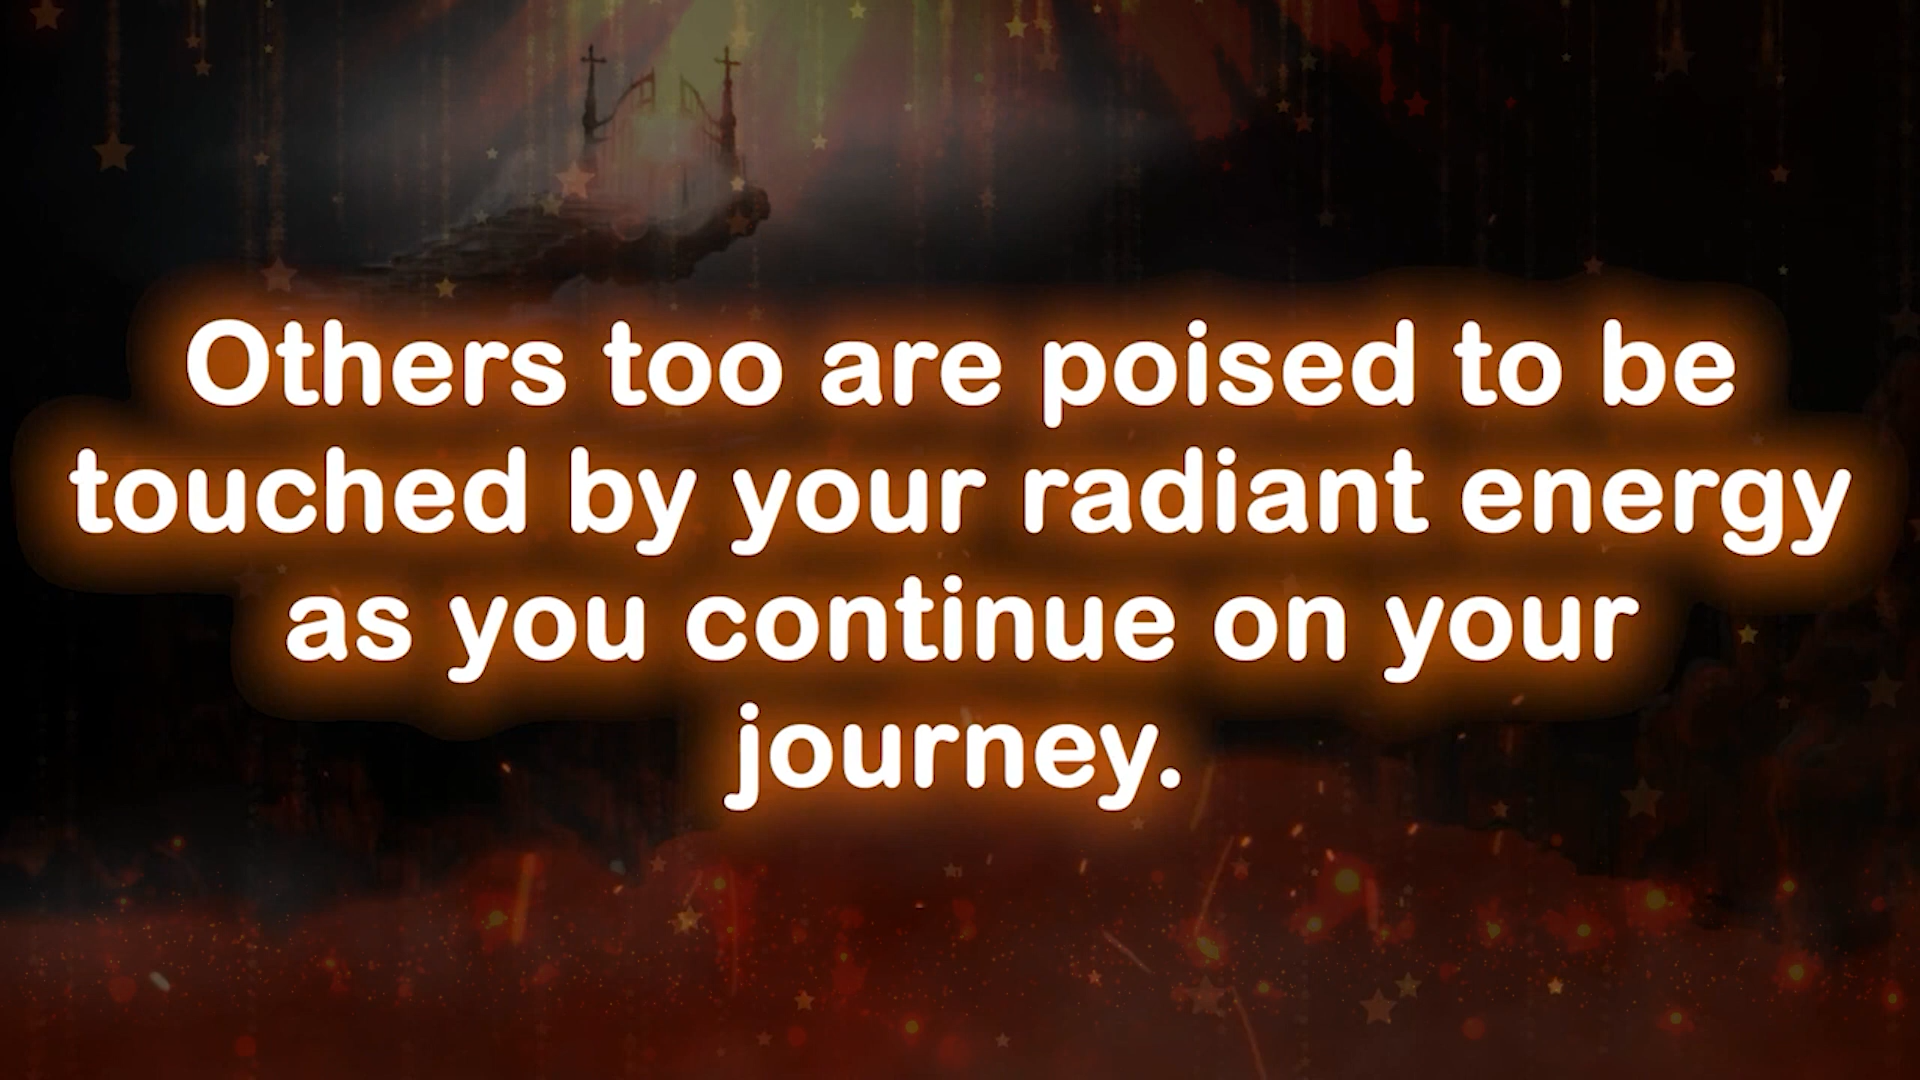 Others too are poised to be
touched by your radiant energy
as you continue on your
journey.